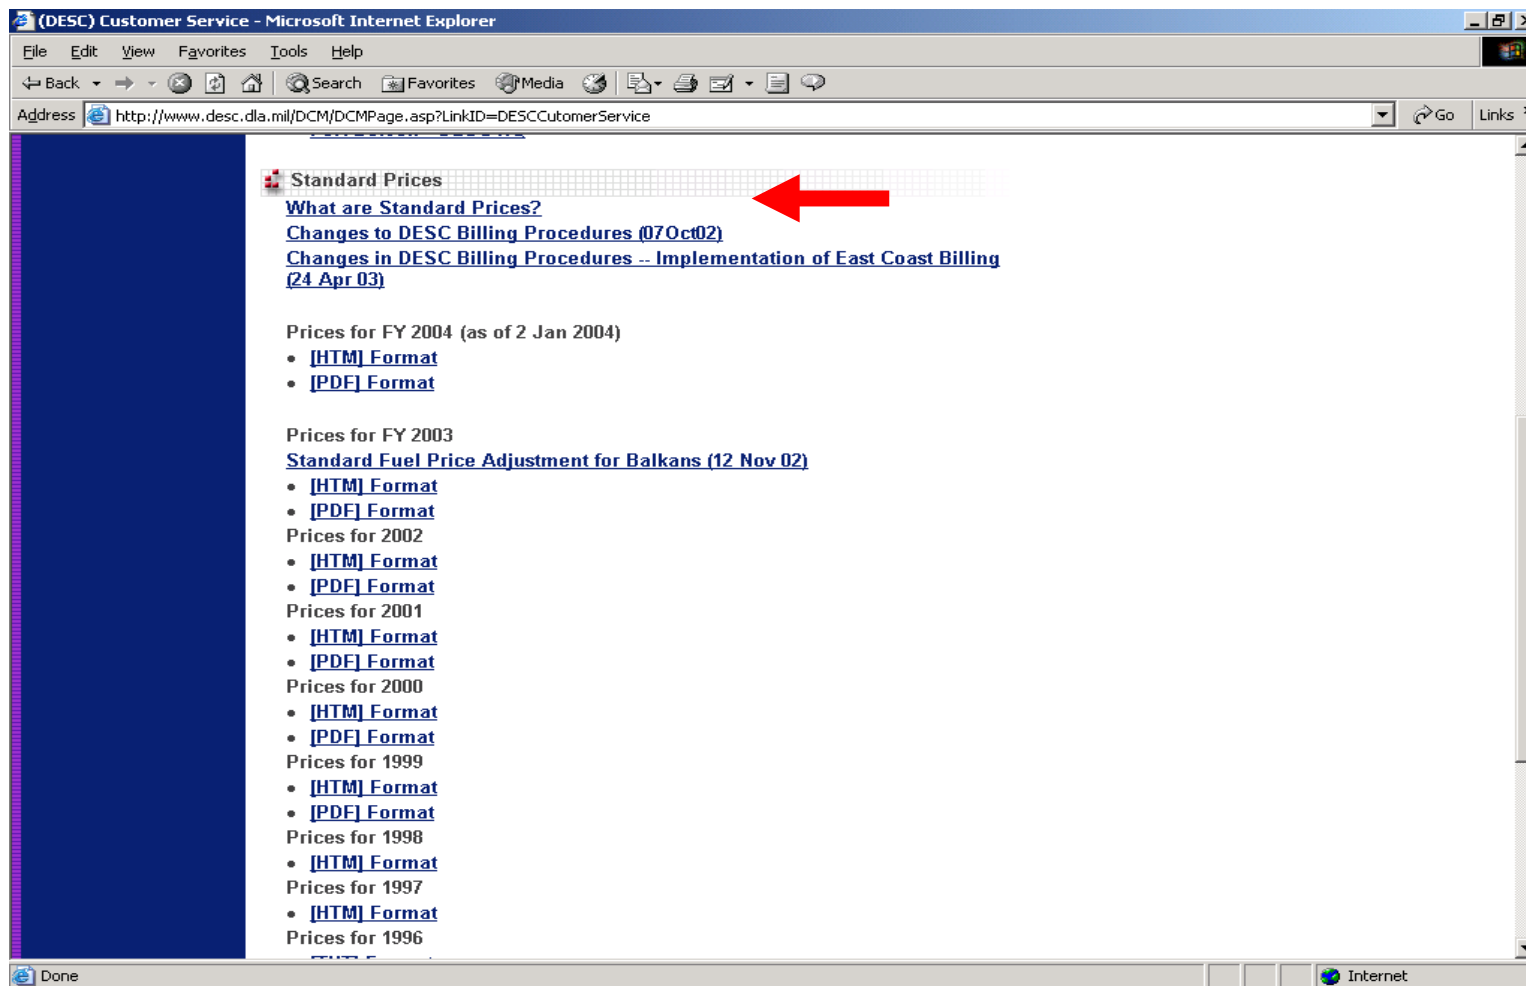 (DESC) Customer Service - Microsoft Internet Explorer
File Edit View Favorites Tools Help
Back Search Favorites Media
Address http://www.desc.dla.mil/DCM/DCMPage.asp?LinkID=DESCCutomerService Go Links
Standard Prices
What are Standard Prices?
Changes to DESC Billing Procedures (07Oct02)
Changes in DESC Billing Procedures -- Implementation of East Coast Billing
(24 Apr 03)
Prices for FY 2004 (as of 2 Jan 2004)
• [HTM] Format
• [PDF] Format
Prices for FY 2003
Standard Fuel Price Adjustment for Balkans (12 Nov 02)
• [HTM] Format
• [PDF] Format
Prices for 2002
• [HTM] Format
• [PDF] Format
Prices for 2001
• [HTM] Format
• [PDF] Format
Prices for 2000
• [HTM] Format
• [PDF] Format
Prices for 1999
• [HTM] Format
• [PDF] Format
Prices for 1998
• [HTM] Format
Prices for 1997
• [HTM] Format
Prices for 1996
Done Internet